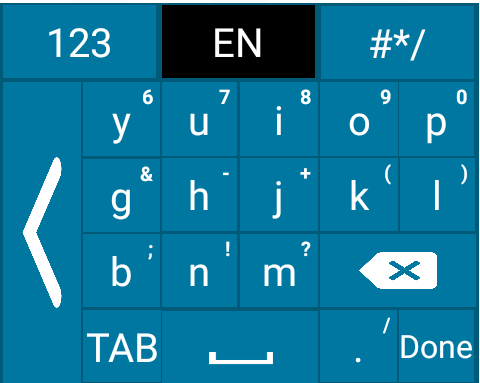 123 EN #*/
y 6 u 7 i 8 o 9 p 0
g & h - j + k ( l )
b ; n ! m ?
TAB . / Done